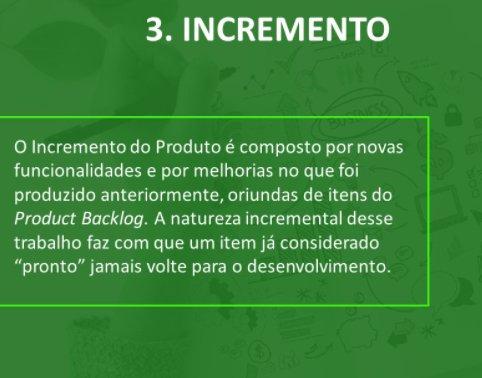 3. INCREMENTO
BUSINESS
O Incremento do Produto é composto por novas
funcionalidades e por melhorias no que foi
produzido anteriormente, oriundas de itens do
Product Backlog. A natureza incremental desse
trabalho faz com que um item já considerado
“pronto” jamais volte para o desenvolvimento.